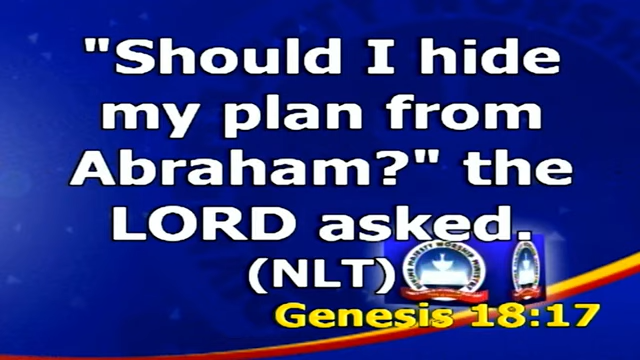 "Should I hide
my plan from
Abraham?" the
LORD asked.
(NLT)
Genesis 18:17